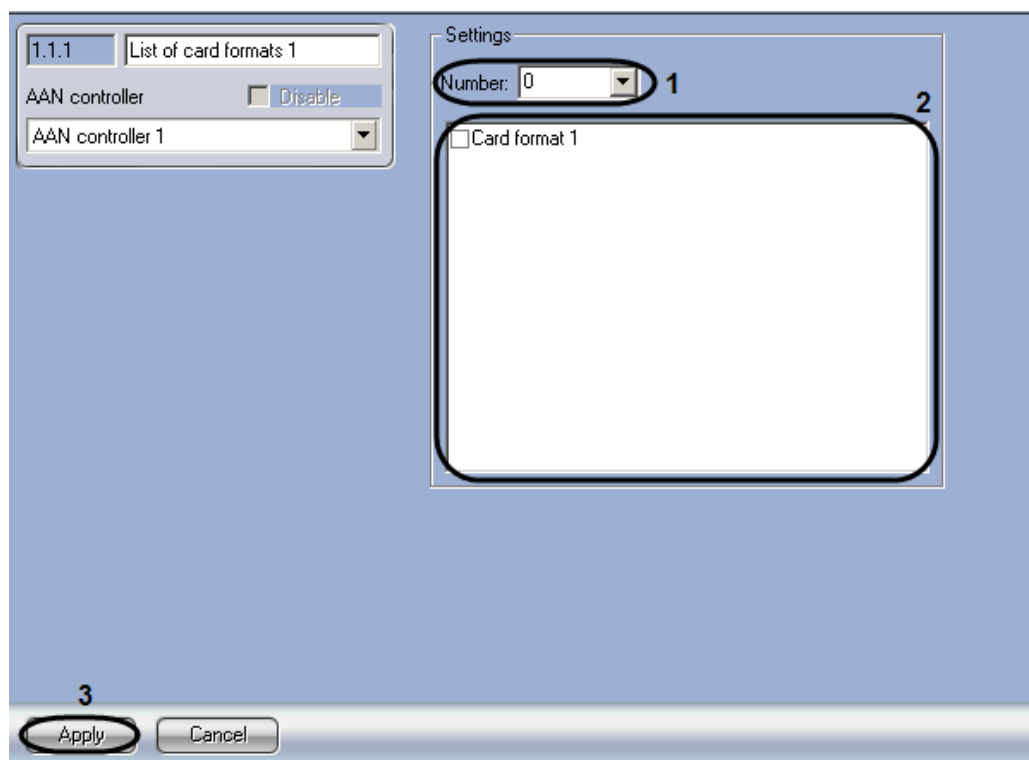 1.1.1 List of card formats 1
AAN controller Disable
AAN controller 1
Settings
Number: 0 1
2
Card format 1
3
Apply Cancel